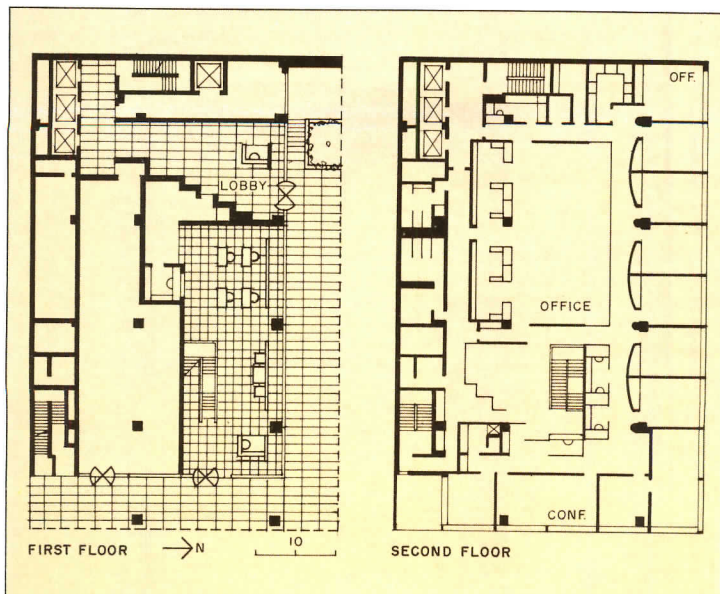 OFF.
LOBBY
OFFICE
CONF.
FIRST FLOOR
N
10
SECOND FLOOR